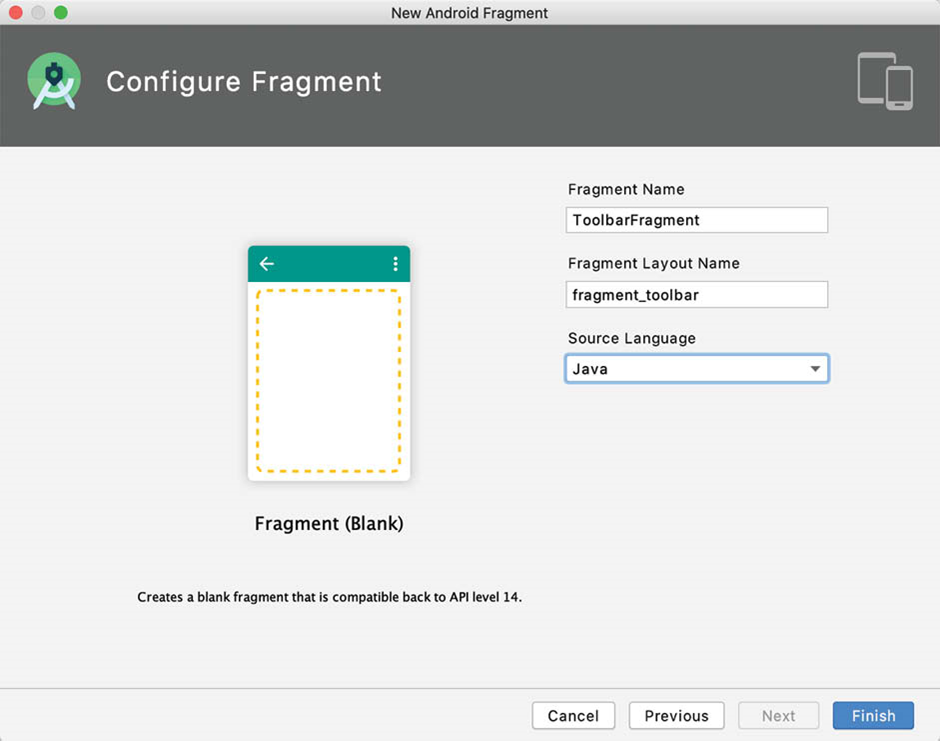 New Android Fragment
Configure Fragment
Fragment Name
ToolbarFragment
Fragment Layout Name
fragment_toolbar
Source Language
Java
Fragment (Blank)
Creates a blank fragment that is compatible back to API level 14.
Cancel
Previous
Next
Finish